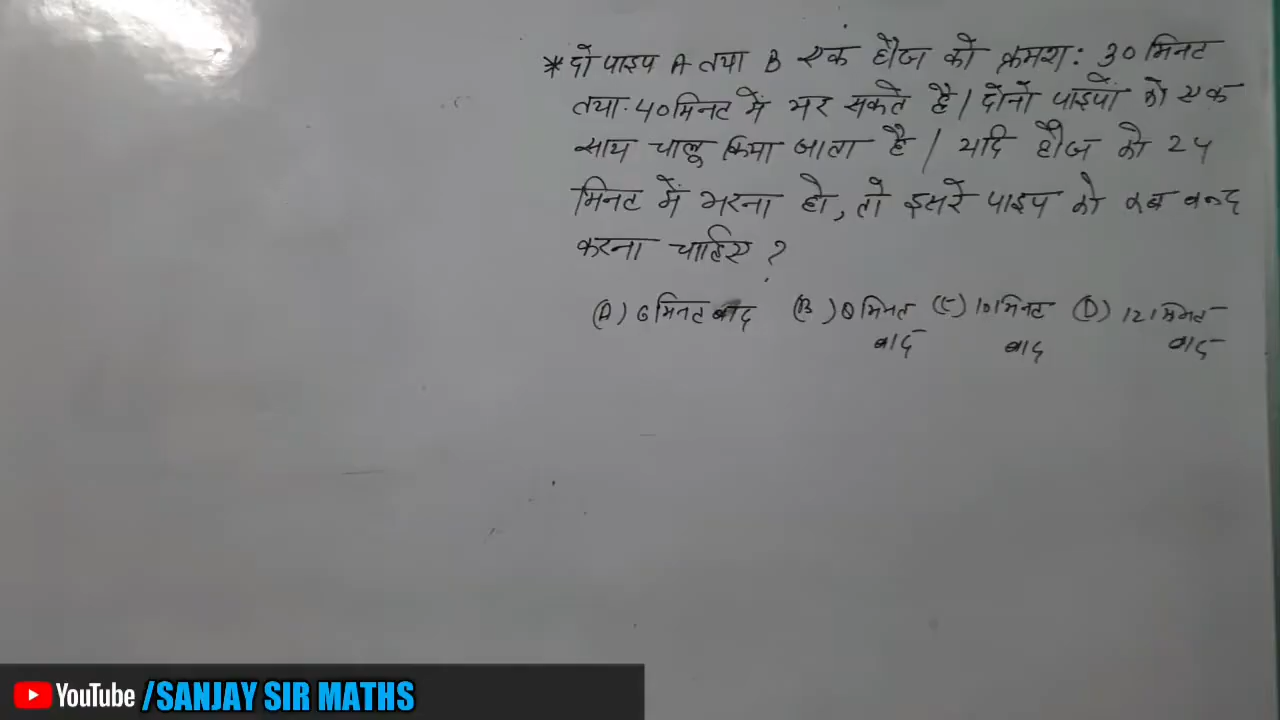 * दो पाइप A तथा B एक हौज को क्रमश: 30 मिनट
तथा 40 मिनट में भर सकते है। दोनों पाइपों को एक
साथ चालू किया जाता है। यदि हौज को 24
मिनट में भरना हो, तो दूसरे पाइप को कब बन्द
करना चाहिए ?
(A) 6 मिनट बाद (B) 8 मिनट बाद (C) 10 मिनट बाद (D) 12 मिनट बाद
YouTube /SANJAY SIR MATHS